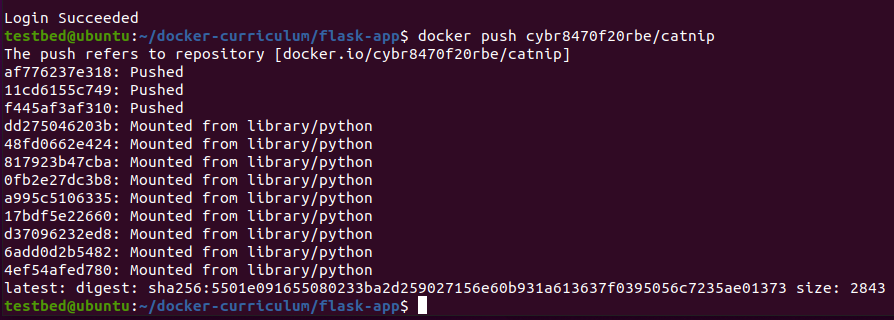 Login Succeeded
testbed@ubuntu:~/docker-curriculum/flask-app$ docker push cybr8470f20rbe/catnip
The push refers to repository [docker.io/cybr8470f20rbe/catnip]
af776237e318: Pushed
11cd6155c749: Pushed
f445af3af310: Pushed
dd275046203b: Mounted from library/python
48fd0662e424: Mounted from library/python
817923b47cba: Mounted from library/python
0fb2e27dc3b8: Mounted from library/python
a995c5106335: Mounted from library/python
17bdf5e22660: Mounted from library/python
d37096232ed8: Mounted from library/python
6add0d2b5482: Mounted from library/python
4ef54afed780: Mounted from library/python
latest: digest: sha256:5501e091655080233ba2d259027156e60b931a613637f0395056c7235ae01373 size: 2843
testbed@ubuntu:~/docker-curriculum/flask-app$